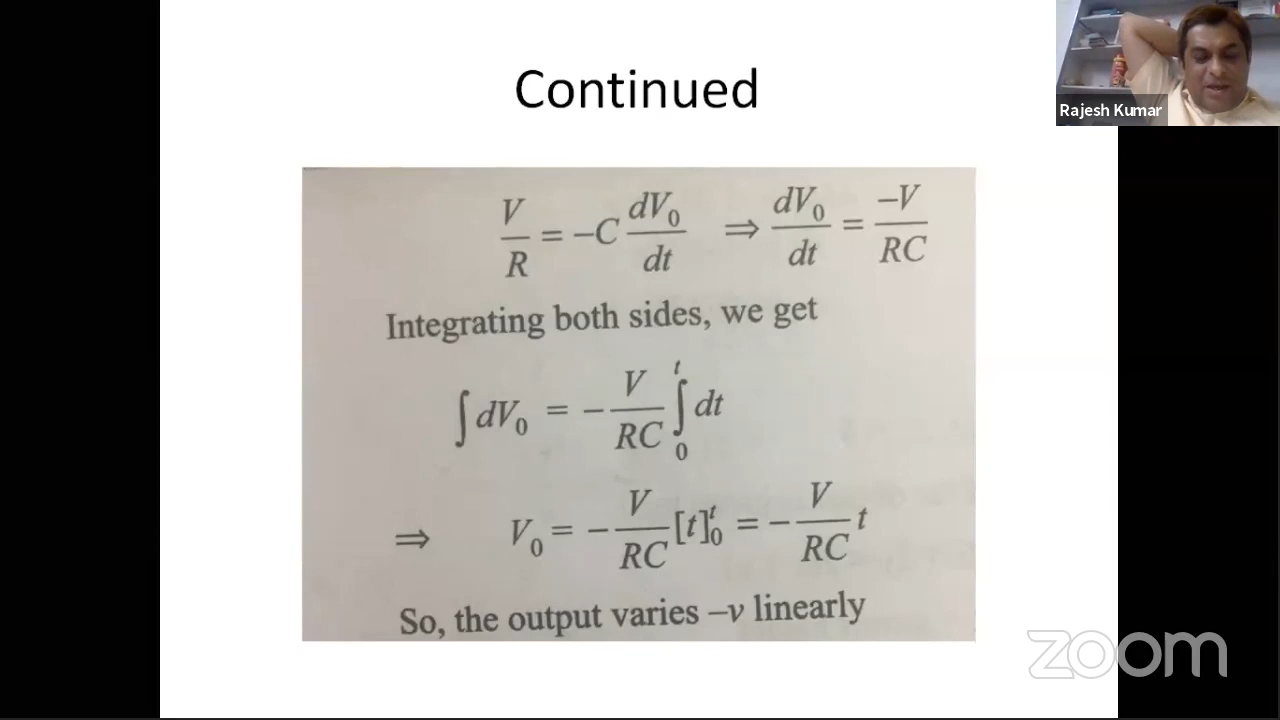 Continued
Rajesh Kumar
V/R = –C dV₀/dt ⇒ dV₀/dt = –V/RC
Integrating both sides, we get
∫dV₀ = – V/RC ∫₀ᵗ dt
⇒ V₀ = – V/RC [t]₀ᵗ = – V/RC t
So, the output varies –v linearly
zoom